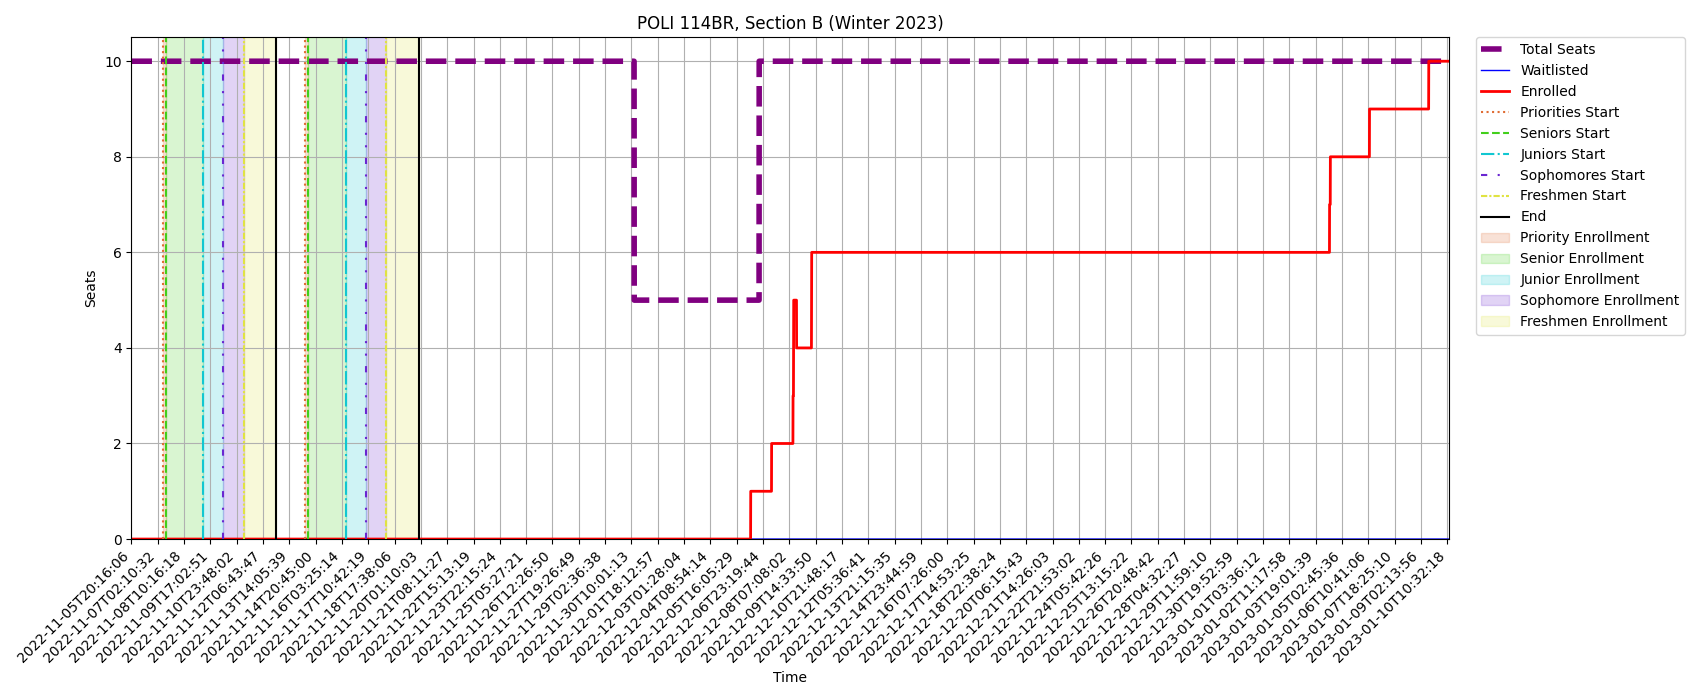 POLI 114BR, Section B (Winter 2023)
Seats
10
8
6
4
2
0
2022-11-05T20:16:06
2022-11-07T02:10:32
2022-11-08T10:16:18
2022-11-09T17:02:51
2022-11-10T23:48:02
2022-11-12T06:43:47
2022-11-13T14:05:39
2022-11-14T20:45:00
2022-11-16T03:25:14
2022-11-17T10:42:19
2022-11-18T17:38:06
2022-11-20T01:10:03
2022-11-21T08:11:27
2022-11-22T15:13:19
2022-11-23T22:15:24
2022-11-25T05:27:21
2022-11-26T12:26:50
2022-11-27T19:26:49
2022-11-29T02:36:38
2022-11-30T10:01:13
2022-12-01T18:12:57
2022-12-03T01:28:04
2022-12-04T08:54:14
2022-12-05T16:05:29
2022-12-06T23:19:44
2022-12-08T07:08:02
2022-12-09T14:33:50
2022-12-10T21:48:17
2022-12-12T05:36:41
2022-12-13T21:15:35
2022-12-14T23:44:59
2022-12-16T07:26:00
2022-12-17T14:53:25
2022-12-18T22:38:24
2022-12-20T06:15:43
2022-12-21T14:26:03
2022-12-22T21:53:02
2022-12-24T05:42:26
2022-12-25T13:15:22
2022-12-26T20:48:42
2022-12-28T04:32:27
2022-12-29T11:59:10
2022-12-30T19:52:59
2023-01-01T03:36:12
2023-01-02T11:17:58
2023-01-03T19:01:39
2023-01-05T02:45:36
2023-01-06T10:41:06
2023-01-07T18:25:10
2023-01-09T02:13:56
2023-01-10T10:32:18
Time
Total Seats
Waitlisted
Enrolled
Priorities Start
Seniors Start
Juniors Start
Sophomores Start
Freshmen Start
End
Priority Enrollment
Senior Enrollment
Junior Enrollment
Sophomore Enrollment
Freshmen Enrollment